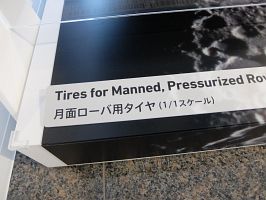 Tires for Manned, Pressurized Ro
月面ローバ用タイヤ (1/1スケール)